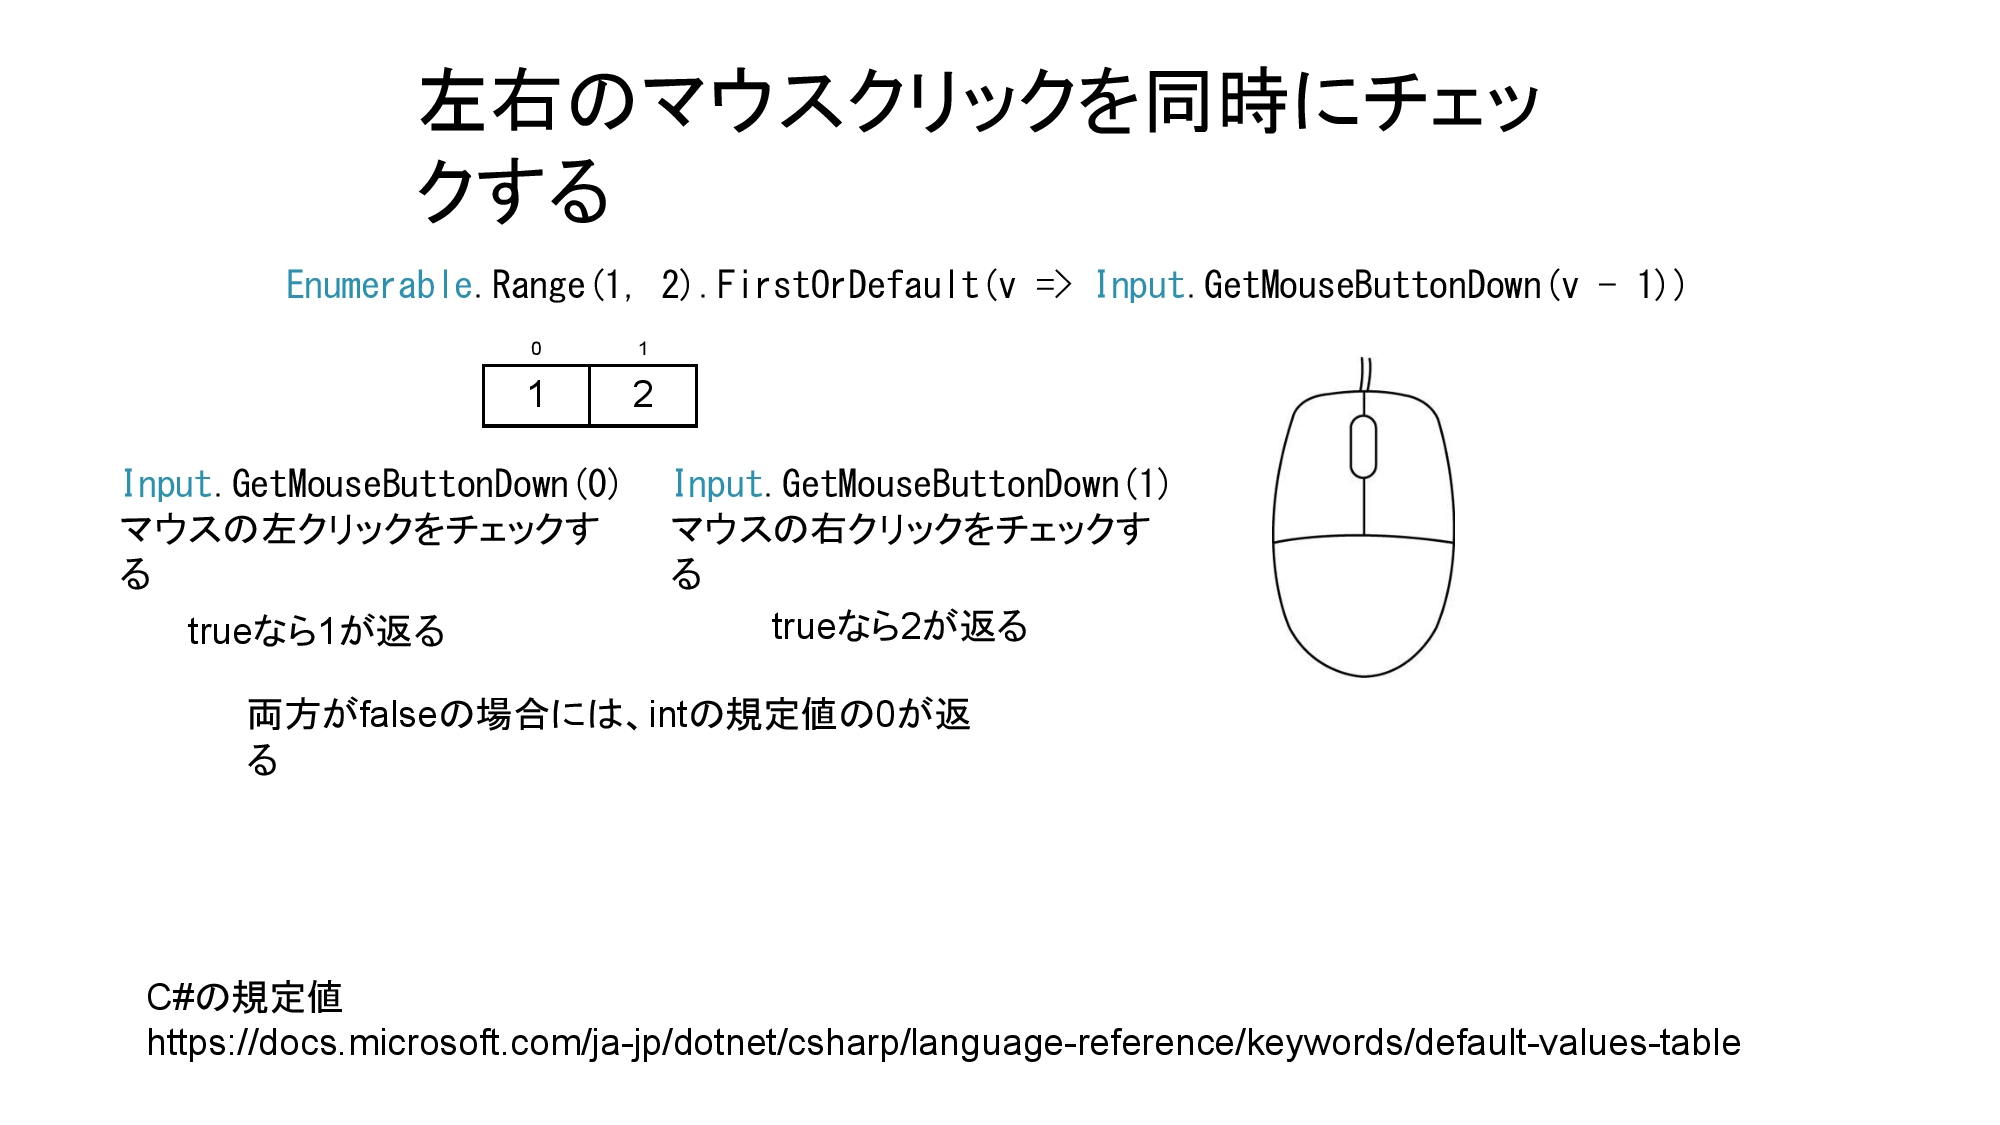 左右のマウスクリックを同時にチェッ
クする
Enumerable.Range(1, 2).FirstOrDefault(v => Input.GetMouseButtonDown(v - 1))
0 1
1 2
Input.GetMouseButtonDown(0)
マウスの左クリックをチェックす
る
trueなら1が返る
Input.GetMouseButtonDown(1)
マウスの右クリックをチェックす
る
trueなら2が返る
両方がfalseの場合には、intの規定値の0が返
る
C#の規定値
https://docs.microsoft.com/ja-jp/dotnet/csharp/language-reference/keywords/default-values-table